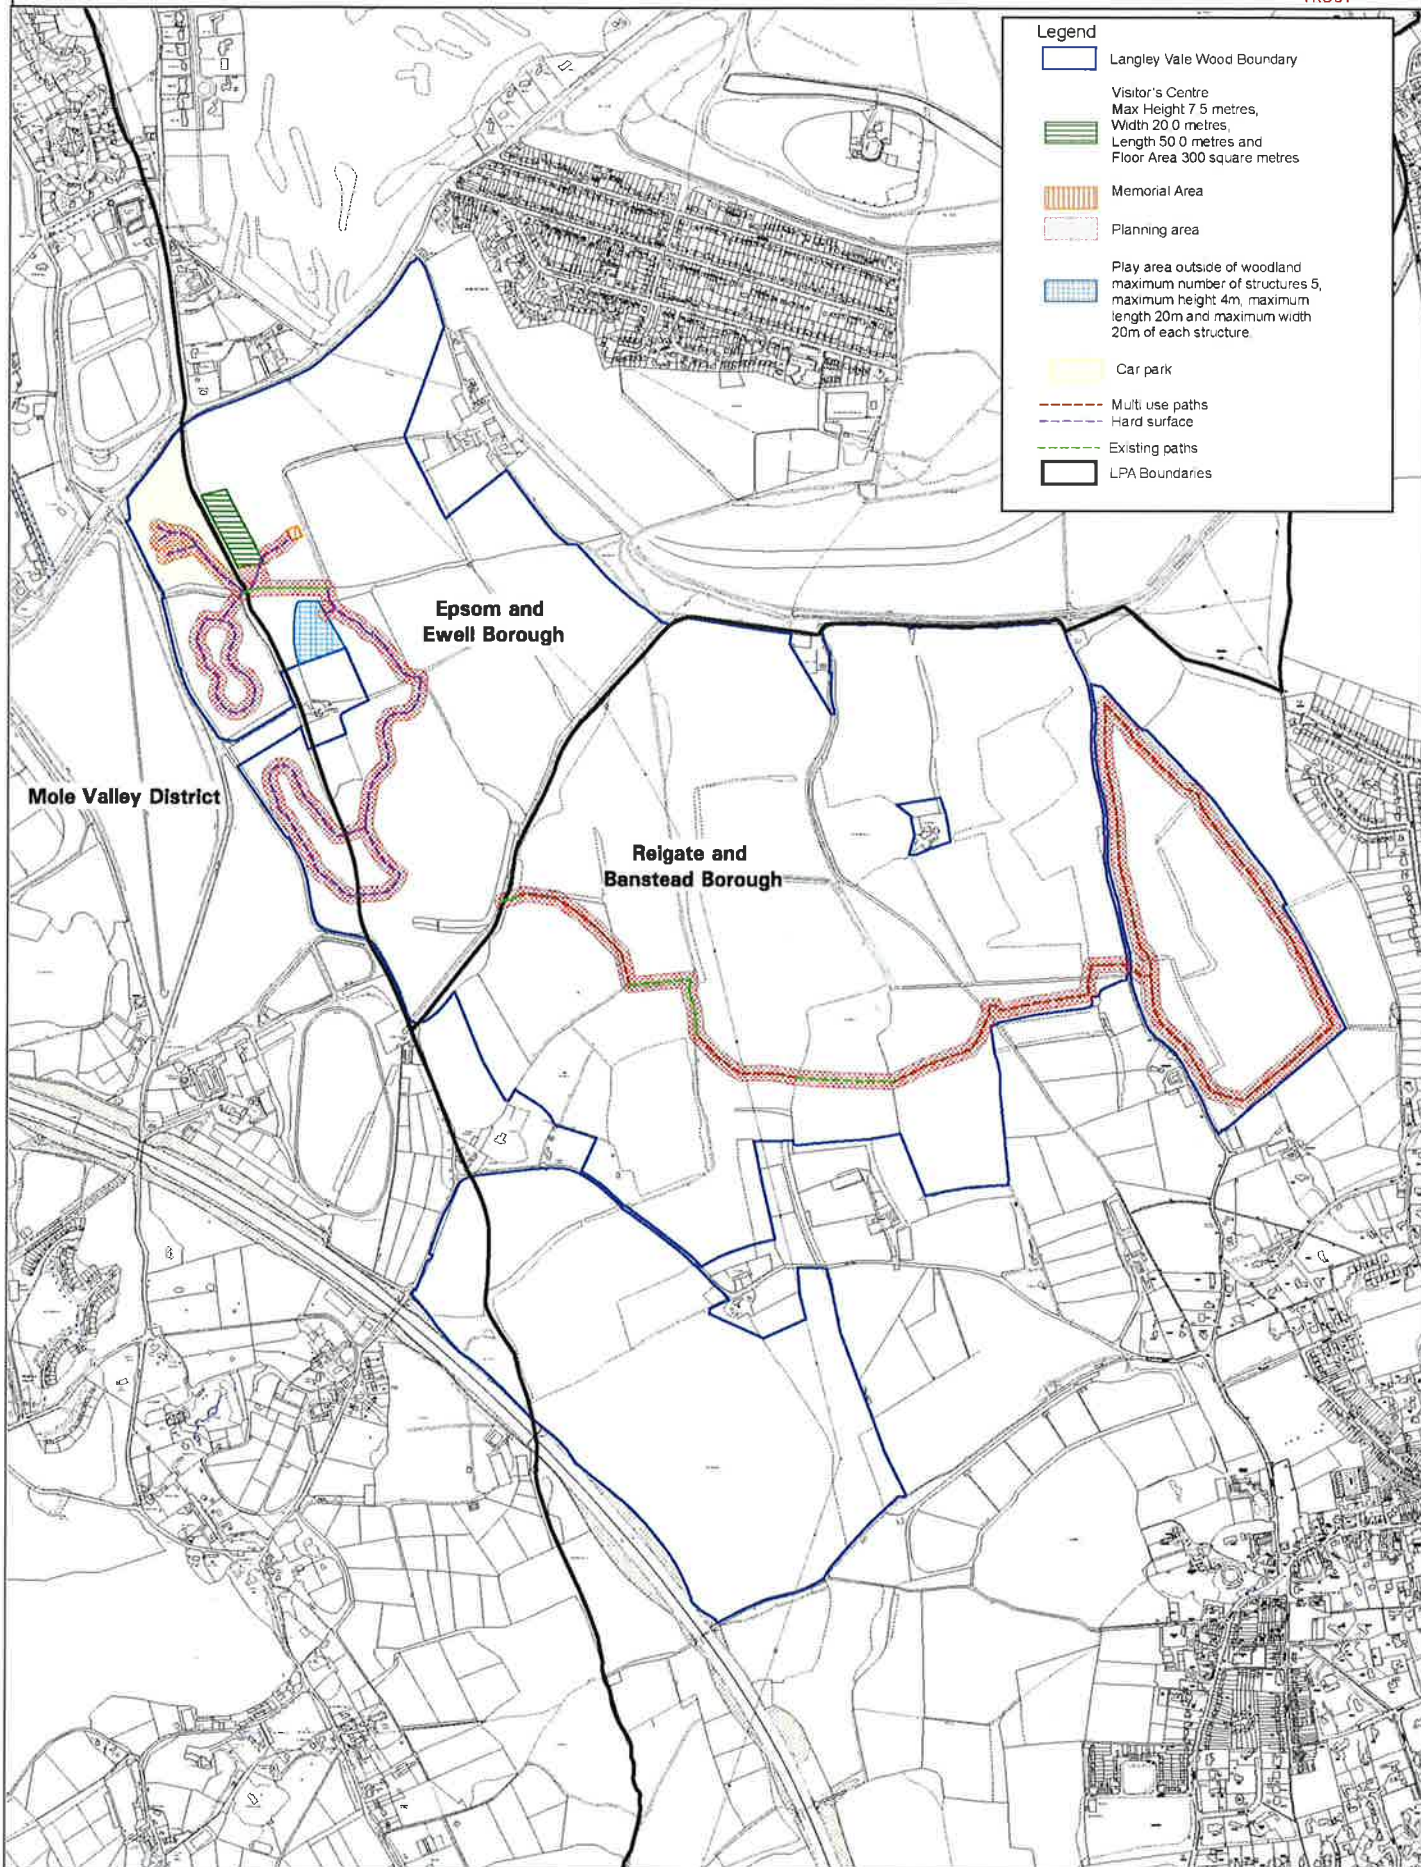 Legend
Langley Vale Wood Boundary
Visitor's Centre
Max Height 7 5 metres,
Width 20 0 metres,
Length 50 0 metres and
Floor Area 300 square metres
Memorial Area
Planning area
Play area outside of woodland
maximum number of structures 5,
maximum height 4m, maximum
length 20m and maximum width
20m of each structure.
Car park
Multi use paths
Hard surface
Existing paths
LPA Boundaries
Epsom and
Ewell Borough
Mole Valley District
Reigate and
Banstead Borough